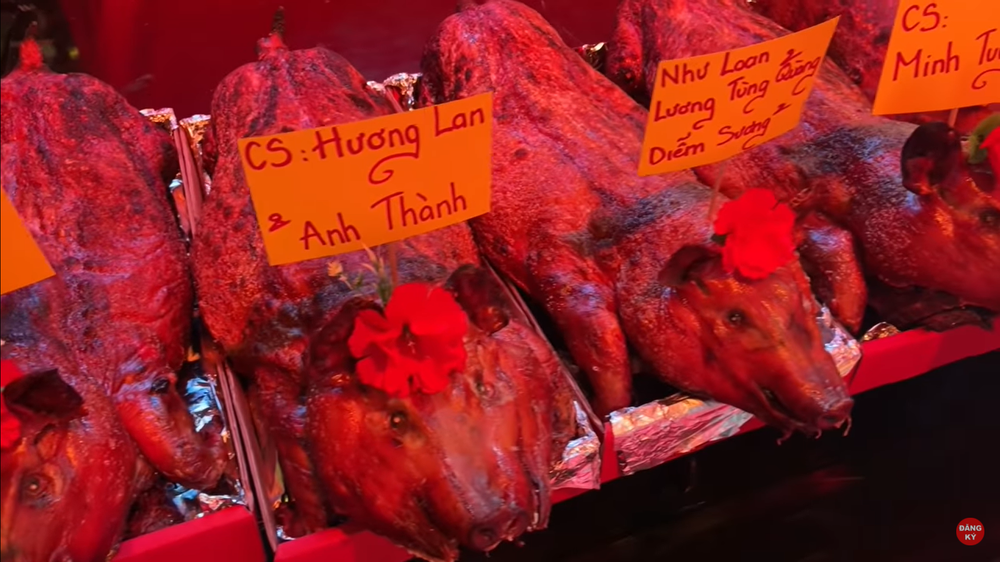 CS: Hương Lan
& Anh Thành
Như Loan &
Lương Tùng Quang &
Diễm Sương
CS:
Minh Tu
ĐĂNG
KÝ